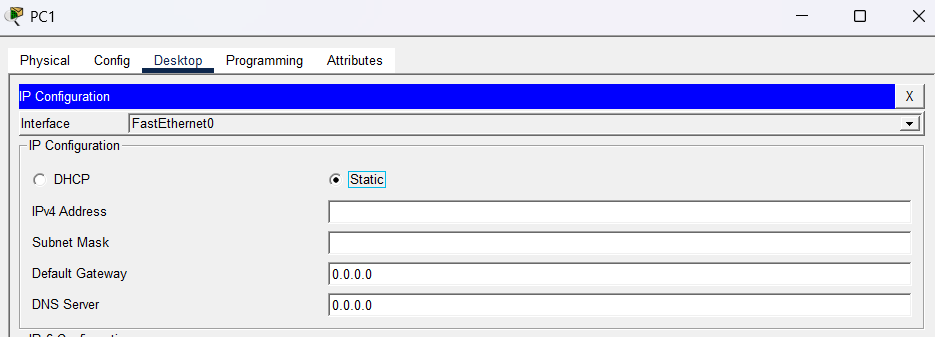 PC1
Physical Config Desktop Programming Attributes
IP Configuration X
Interface FastEthernet0
IP Configuration
DHCP Static
IPv4 Address
Subnet Mask
Default Gateway 0.0.0.0
DNS Server 0.0.0.0